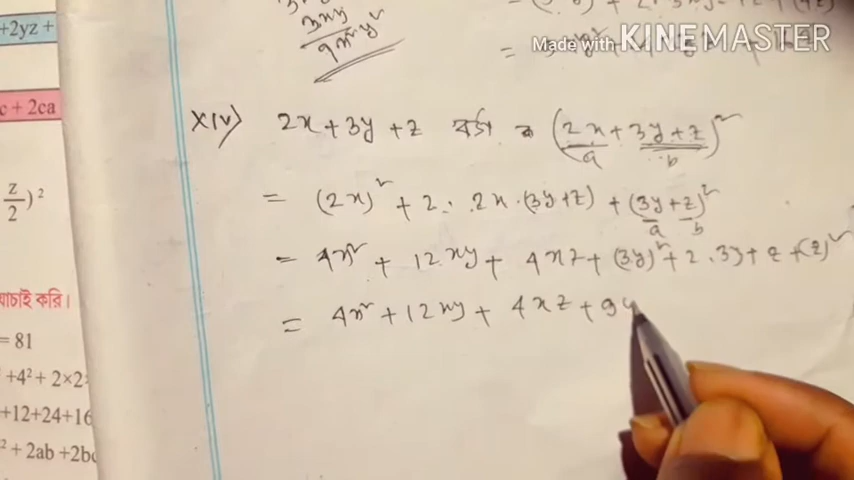 +2yz +
c + 2ca
z/2)²
যাচাই করি।
= 81
+4² + 2×2
+12+24+16
² + 2ab +2bc
3xy
9x²y²
Made with KINEMASTER
xiv) 2x+3y+z বর্গ = (2x+3y+z)²
a b
= (2x)² + 2. 2x.(3y+z) + (3y+z)²
a b
= 4x² + 12xy + 4xz + (3y)² + 2.3y + z + (z)²
= 4x² + 12xy + 4xz + 9y